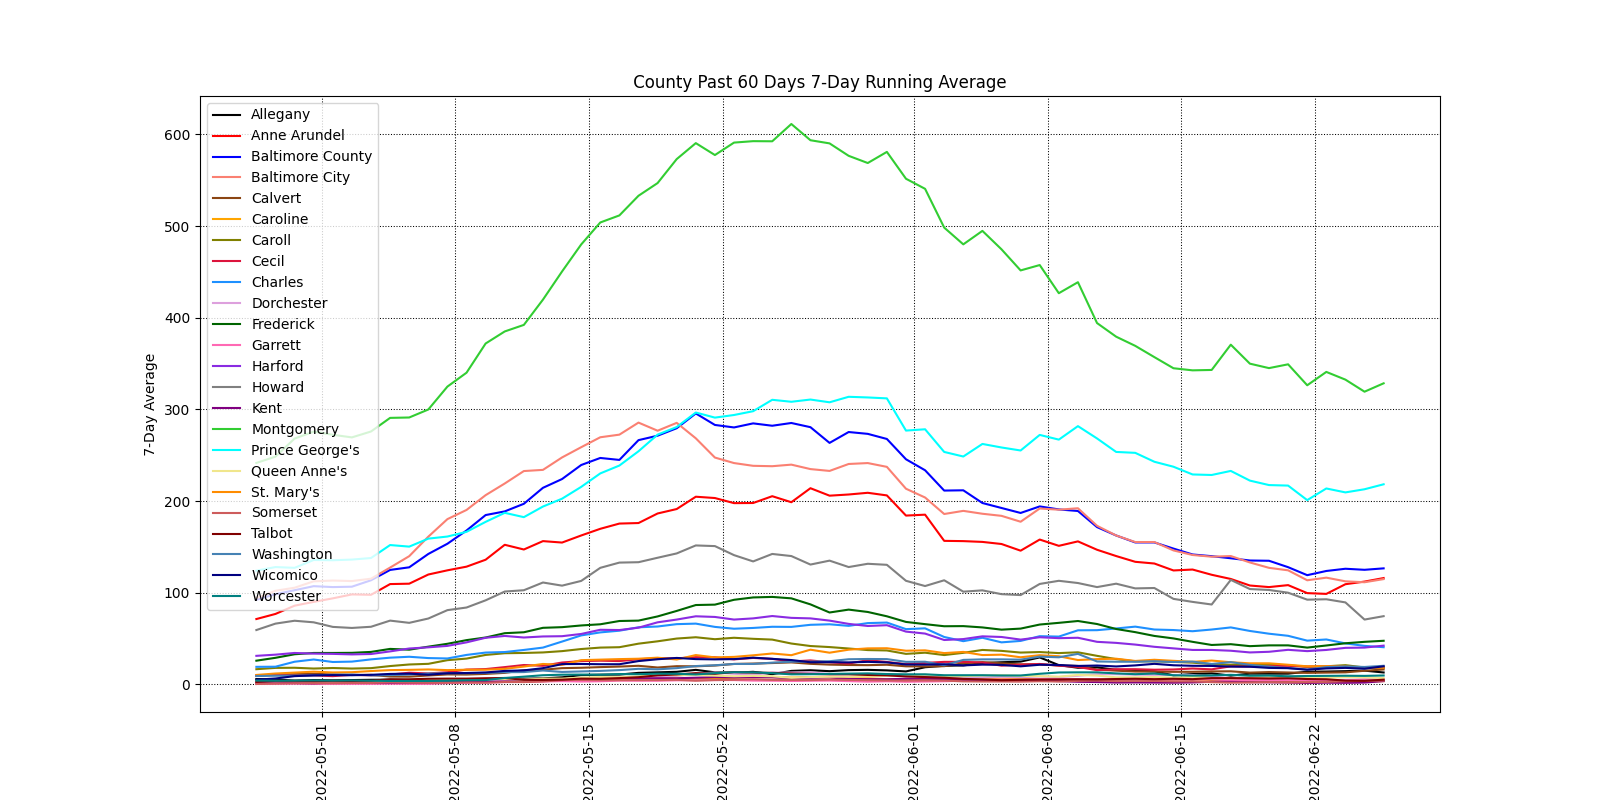 County Past 60 Days 7-Day Running Average
7-Day Average
600
500
400
300
200
100
0
Allegany
Anne Arundel
Baltimore County
Baltimore City
Calvert
Caroline
Caroll
Cecil
Charles
Dorchester
Frederick
Garrett
Harford
Howard
Kent
Montgomery
Prince George's
Queen Anne's
St. Mary's
Somerset
Talbot
Washington
Wicomico
Worcester
2022-05-01
2022-05-08
2022-05-15
2022-05-22
2022-06-01
2022-06-08
2022-06-15
2022-06-22